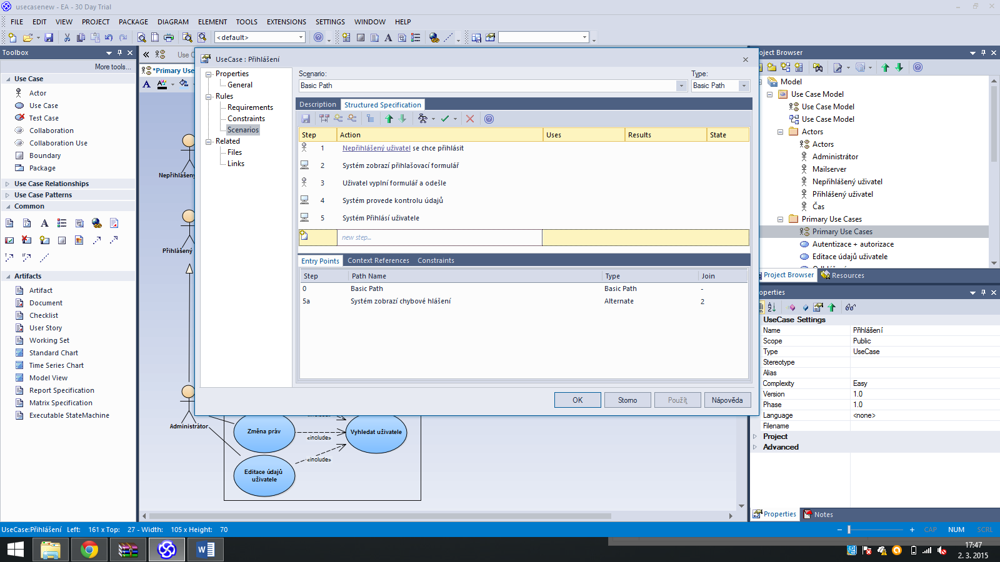 usecasenew - EA - 30 Day Trial
FILE EDIT VIEW PROJECT PACKAGE DIAGRAM ELEMENT TOOLS EXTENSIONS SETTINGS WINDOW HELP
<default>
Toolbox
More tools...
Use Case
Actor
Use Case
Test Case
Collaboration
Collaboration Use
Boundary
Package
Use Case Relationships
Use Case Patterns
Common
Artifacts
Artifact
Document
Checklist
User Story
Working Set
Standard Chart
Time Series Chart
Model View
Report Specification
Matrix Specification
Executable StateMachine
Use C
*Primary Use
Nepřihlášený
Přihlášený
Administrátor
Změna práv
«include»
Vyhledat uživatele
«include»
«include»
Editace údajů
uživatele
UseCase : Přihlášení
Properties
General
Rules
Requirements
Constraints
Scenarios
Related
Files
Links
Scenario: Type:
Basic Path Basic Path
Description Structured Specification
Step Action Uses Results State
1 Nepřihlášený uživatel se chce přihlásit
2 Systém zobrazí přihlašovací formulář
3 Uživatel vyplní formulář a odešle
4 Systém provede kontrolu údajů
5 Systém Přihlásí uživatele
new step...
Entry Points Context References Constraints
Step Path Name Type Join
0 Basic Path Basic Path -
5a Systém zobrazí chybové hlášení Alternate 2
OK Storno Použít Nápověda
oject Browser
Model
Use Case Model
Use Case Model
Use Case Model
Actors
Actors
Administrátor
Mailserver
Nepřihlášený uživatel
Přihlášený uživatel
Čas
Primary Use Cases
Primary Use Cases
Autentizace + autorizace
Editace údajů uživatele
Project Browser Resources
operties
UseCase Settings
Name Přihlášení
Scope Public
Type UseCase
Stereotype
Alias
Complexity Easy
Version 1.0
Phase 1.0
Language <none>
Filename
Project
Advanced
Properties Notes
UseCase:Přihlášení Left: 161 x Top: 27 - Width: 105 x Height: 70
CAP NUM SCRL
17:47
2. 3. 2015